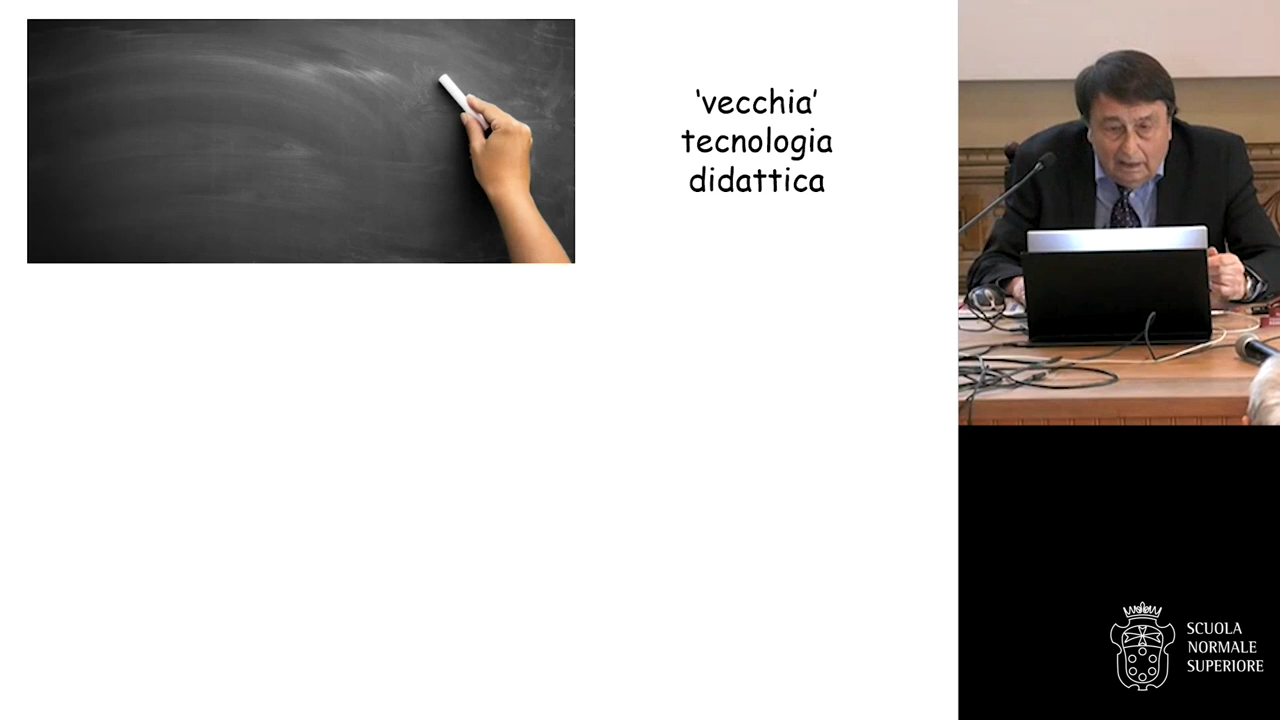 ‘vecchia’
tecnologia
didattica
SCUOLA
NORMALE
SUPERIORE